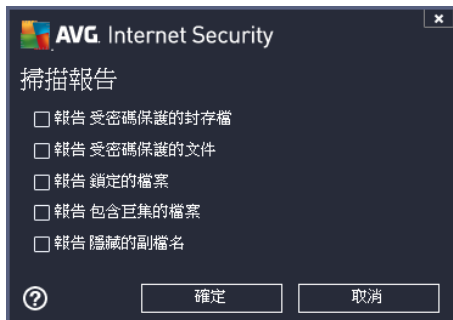 AVG. Internet Security
掃描報告
報告 受密碼保護的封存檔
報告 受密碼保護的文件
報告 鎖定的檔案
報告 包含巨集的檔案
報告 隱藏的副檔名
確定
取消